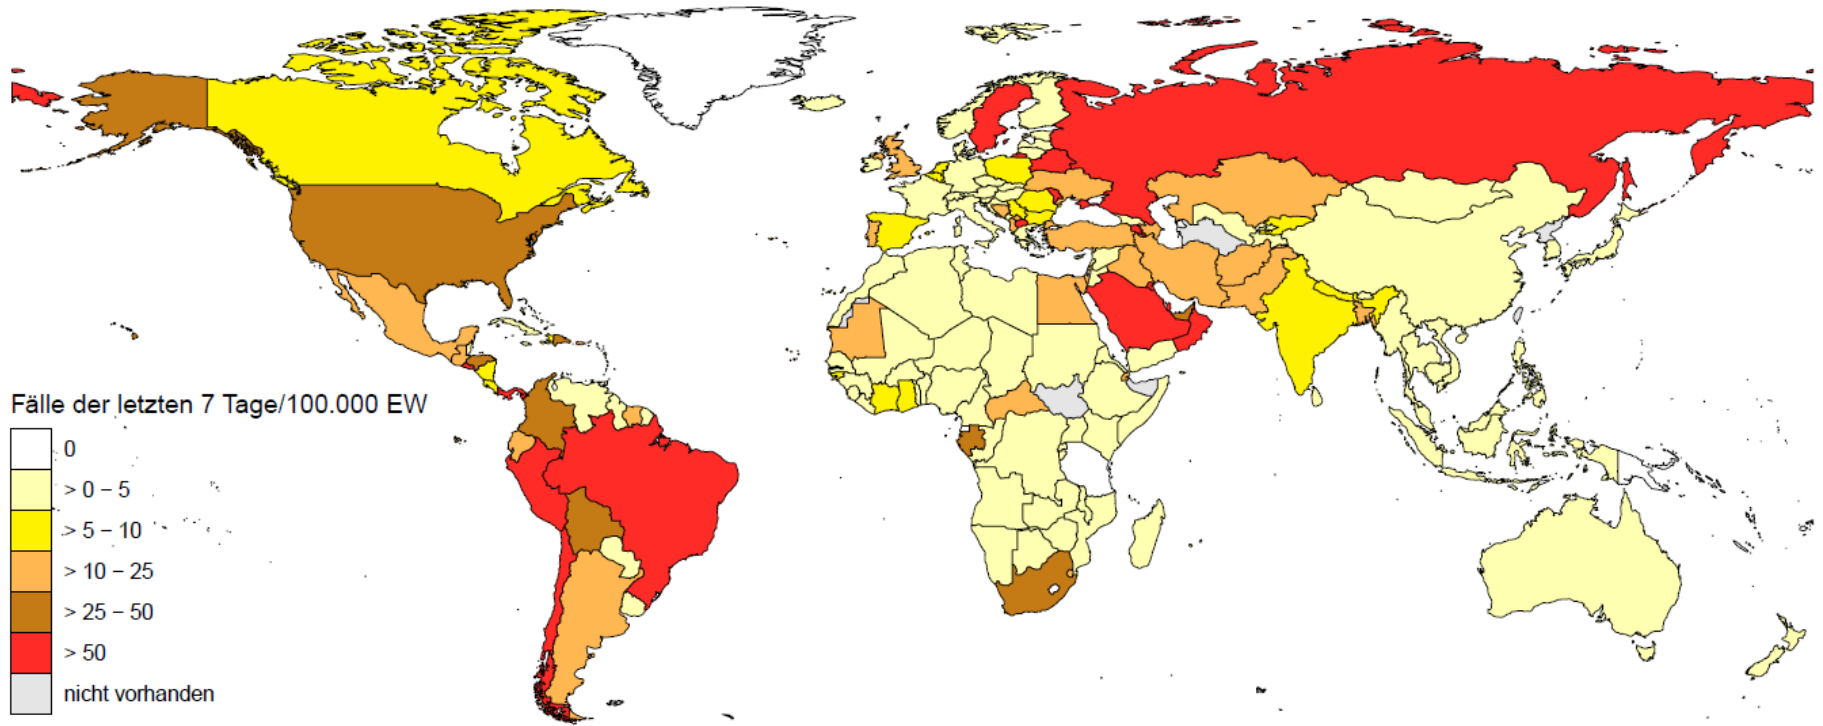 Fälle der letzten 7 Tage/100.000 EW
0
> 0 – 5
> 5 – 10
> 10 – 25
> 25 – 50
> 50
nicht vorhanden